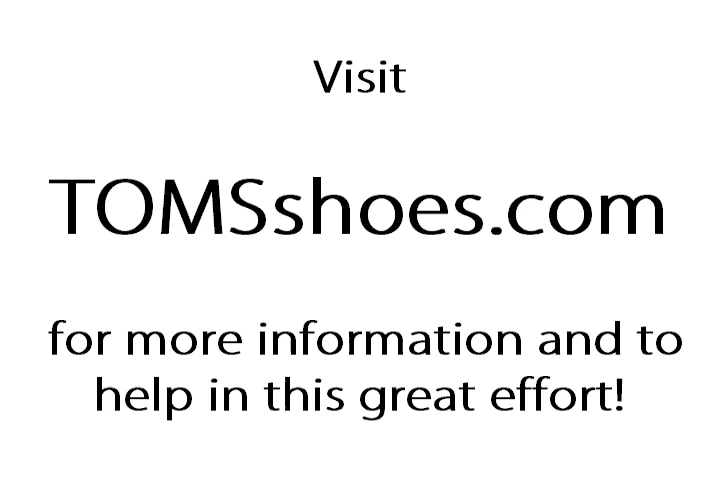 Visit
TOMSshoes.com
for more information and to
help in this great effort!